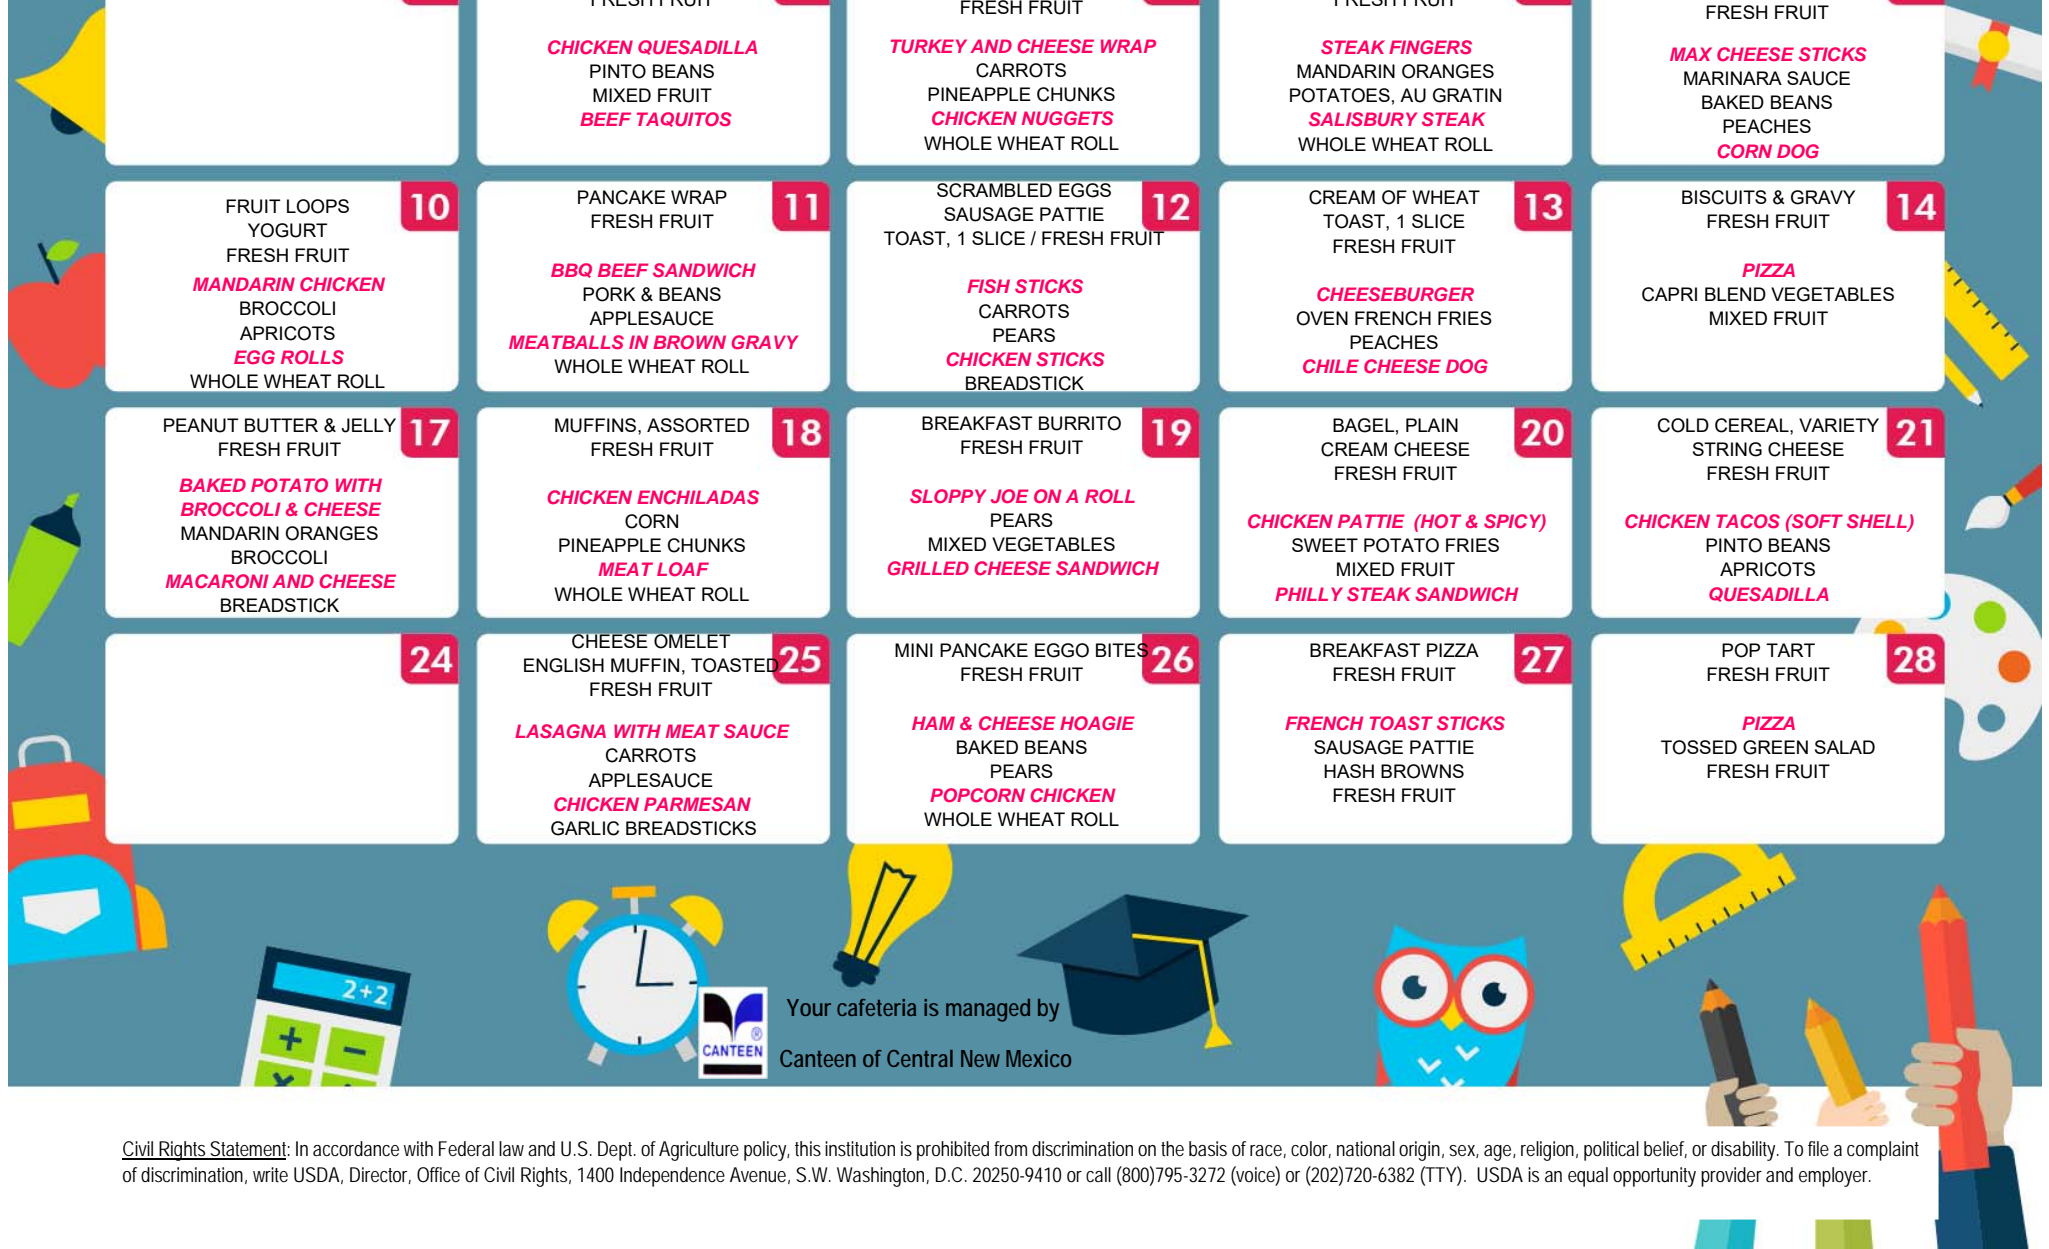 FRESH FRUIT
CHICKEN QUESADILLA
PINTO BEANS
MIXED FRUIT
BEEF TAQUITOS
FRESH FRUIT
TURKEY AND CHEESE WRAP
CARROTS
PINEAPPLE CHUNKS
CHICKEN NUGGETS
WHOLE WHEAT ROLL
FRESH FRUIT
STEAK FINGERS
MANDARIN ORANGES
POTATOES, AU GRATIN
SALISBURY STEAK
WHOLE WHEAT ROLL
FRESH FRUIT
MAX CHEESE STICKS
MARINARA SAUCE
BAKED BEANS
PEACHES
CORN DOG
10
FRUIT LOOPS
YOGURT
FRESH FRUIT
MANDARIN CHICKEN
BROCCOLI
APRICOTS
EGG ROLLS
WHOLE WHEAT ROLL
11
PANCAKE WRAP
FRESH FRUIT
BBQ BEEF SANDWICH
PORK & BEANS
APPLESAUCE
MEATBALLS IN BROWN GRAVY
WHOLE WHEAT ROLL
12
SCRAMBLED EGGS
SAUSAGE PATTIE
TOAST, 1 SLICE / FRESH FRUIT
FISH STICKS
CARROTS
PEARS
CHICKEN STICKS
BREADSTICK
13
CREAM OF WHEAT
TOAST, 1 SLICE
FRESH FRUIT
CHEESEBURGER
OVEN FRENCH FRIES
PEACHES
CHILE CHEESE DOG
14
BISCUITS & GRAVY
FRESH FRUIT
PIZZA
CAPRI BLEND VEGETABLES
MIXED FRUIT
17
PEANUT BUTTER & JELLY
FRESH FRUIT
BAKED POTATO WITH
BROCCOLI & CHEESE
MANDARIN ORANGES
BROCCOLI
MACARONI AND CHEESE
BREADSTICK
18
MUFFINS, ASSORTED
FRESH FRUIT
CHICKEN ENCHILADAS
CORN
PINEAPPLE CHUNKS
MEAT LOAF
WHOLE WHEAT ROLL
19
BREAKFAST BURRITO
FRESH FRUIT
SLOPPY JOE ON A ROLL
PEARS
MIXED VEGETABLES
GRILLED CHEESE SANDWICH
20
BAGEL, PLAIN
CREAM CHEESE
FRESH FRUIT
CHICKEN PATTIE (HOT & SPICY)
SWEET POTATO FRIES
MIXED FRUIT
PHILLY STEAK SANDWICH
21
COLD CEREAL, VARIETY
STRING CHEESE
FRESH FRUIT
CHICKEN TACOS (SOFT SHELL)
PINTO BEANS
APRICOTS
QUESADILLA
24
25
CHEESE OMELET
ENGLISH MUFFIN, TOASTED
FRESH FRUIT
LASAGNA WITH MEAT SAUCE
CARROTS
APPLESAUCE
CHICKEN PARMESAN
GARLIC BREADSTICKS
26
MINI PANCAKE EGGO BITES
FRESH FRUIT
HAM & CHEESE HOAGIE
BAKED BEANS
PEARS
POPCORN CHICKEN
WHOLE WHEAT ROLL
27
BREAKFAST PIZZA
FRESH FRUIT
FRENCH TOAST STICKS
SAUSAGE PATTIE
HASH BROWNS
FRESH FRUIT
28
POP TART
FRESH FRUIT
PIZZA
TOSSED GREEN SALAD
FRESH FRUIT
2+2
+ −
®
CANTEEN
Your cafeteria is managed by
Canteen of Central New Mexico
Civil Rights Statement: In accordance with Federal law and U.S. Dept. of Agriculture policy, this institution is prohibited from discrimination on the basis of race, color, national origin, sex, age, religion, political belief, or disability. To file a complaint
of discrimination, write USDA, Director, Office of Civil Rights, 1400 Independence Avenue, S.W. Washington, D.C. 20250-9410 or call (800)795-3272 (voice) or (202)720-6382 (TTY). USDA is an equal opportunity provider and employer.